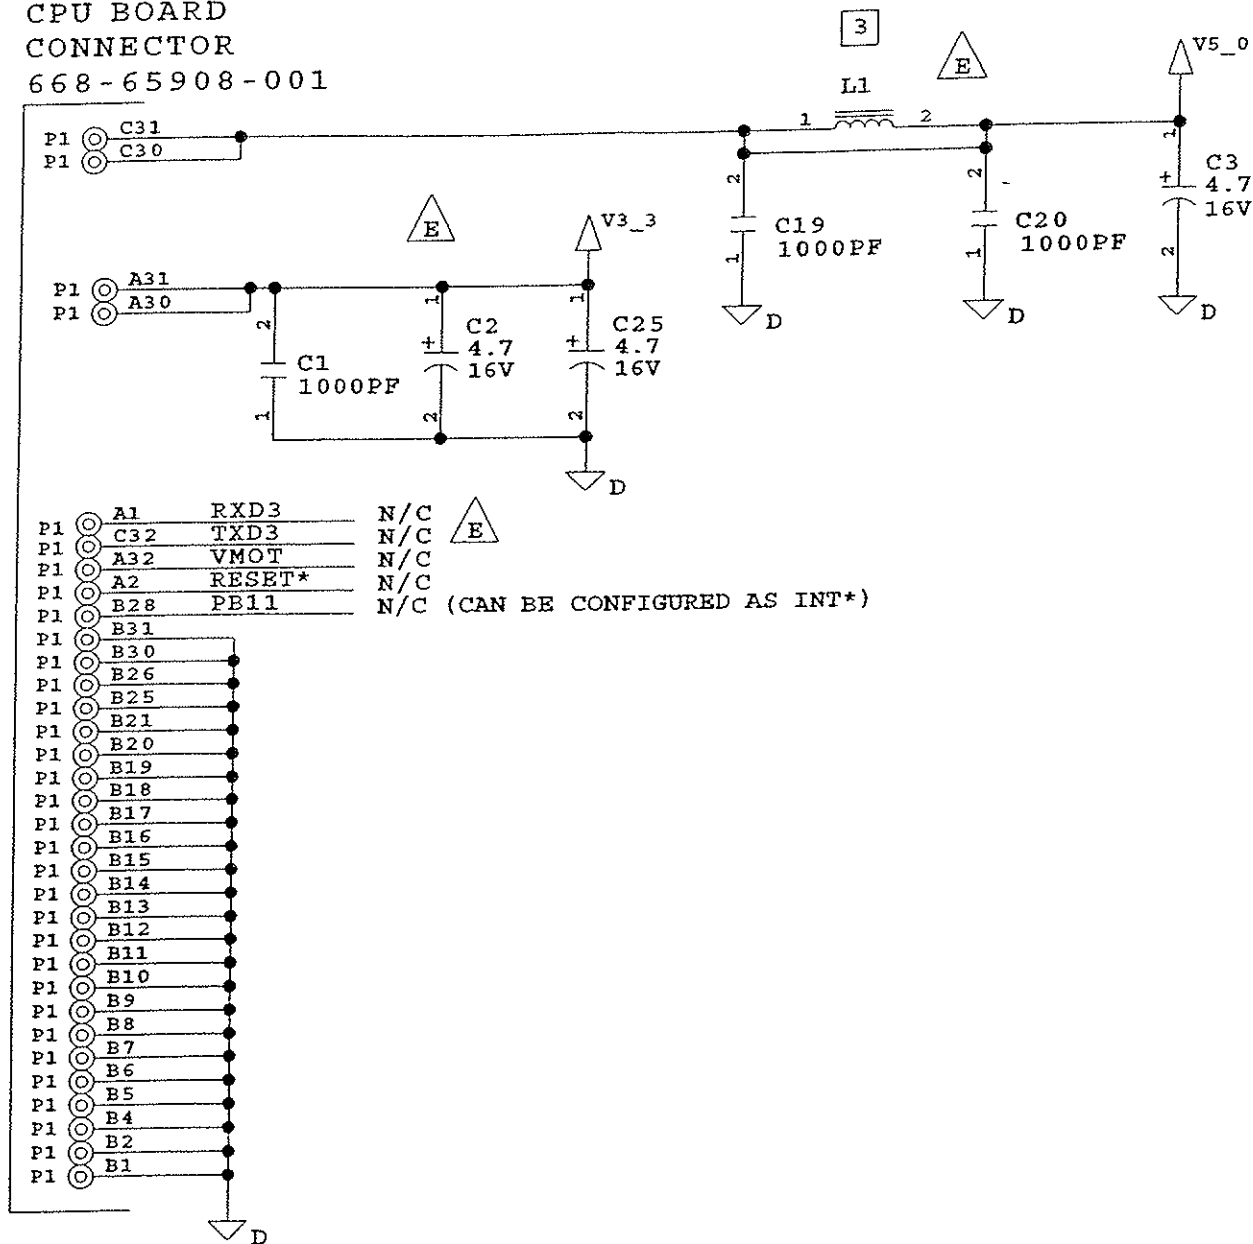 CPU BOARD
CONNECTOR
668-65908-001
3
E
V5_0
L1
P1 C31
P1 C30
1 2
1
2
2
+
C3
4.7
16V
C19
1000PF
C20
1000PF
1
1
2
D
D
D
E
V3_3
P1 A31
P1 A30
2
1
1
C1
1000PF
+
C2
4.7
16V
+
C25
4.7
16V
1
2
2
D
P1 A1 RXD3 N/C
E
P1 C32 TXD3 N/C
P1 A32 VMOT N/C
P1 A2 RESET* N/C
P1 B28 PB11 N/C (CAN BE CONFIGURED AS INT*)
P1 B31
P1 B30
P1 B26
P1 B25
P1 B21
P1 B20
P1 B19
P1 B18
P1 B17
P1 B16
P1 B15
P1 B14
P1 B13
P1 B12
P1 B11
P1 B10
P1 B9
P1 B8
P1 B7
P1 B6
P1 B5
P1 B4
P1 B2
P1 B1
D